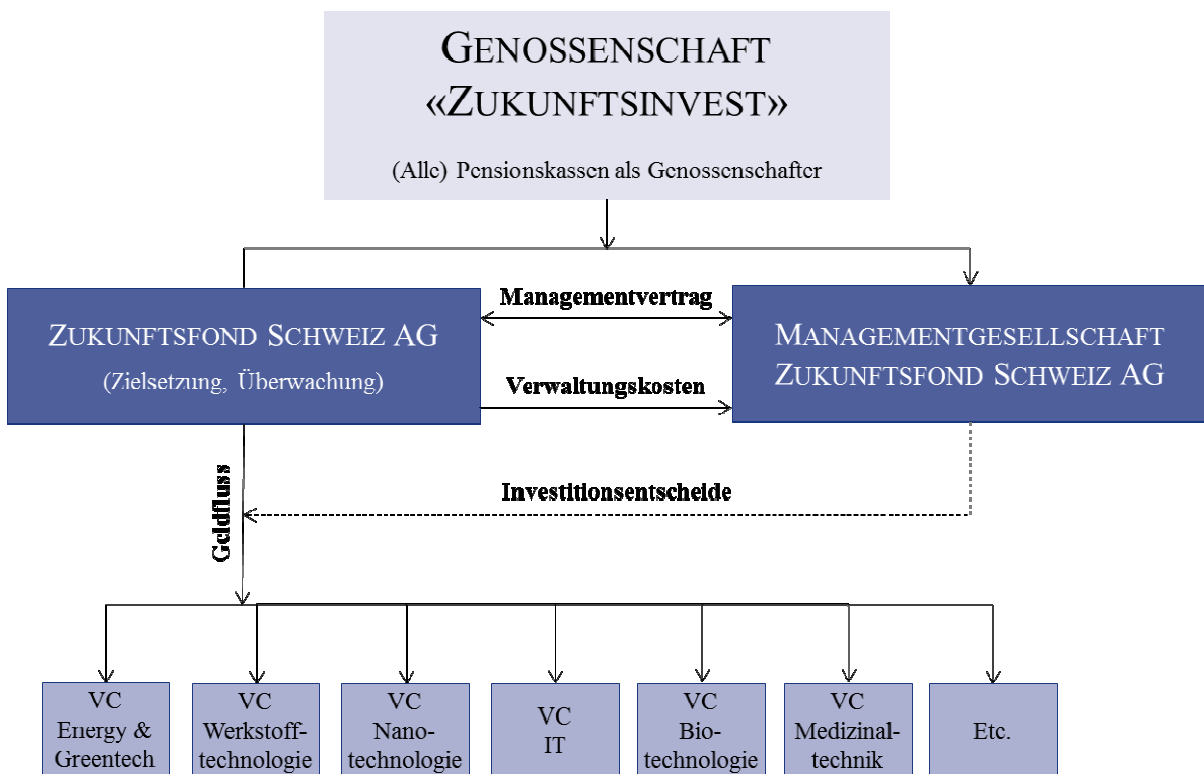 GENOSSENSCHAFT
«ZUKUNFTSINVEST»
(Alle) Pensionskassen als Genossenschafter
Managementvertrag
ZUKUNFTSFOND SCHWEIZ AG
(Zielsetzung, Überwachung)
MANAGEMENTGESELLSCHAFT
ZUKUNFTSFOND SCHWEIZ AG
Verwaltungskosten
Geldfluss
Investitionsentscheide
VC
Energy &
Greentech
VC
Werkstoff-
technologie
VC
Nano-
technologie
VC
IT
VC
Bio-
technologie
VC
Medizinal-
technik
Etc.